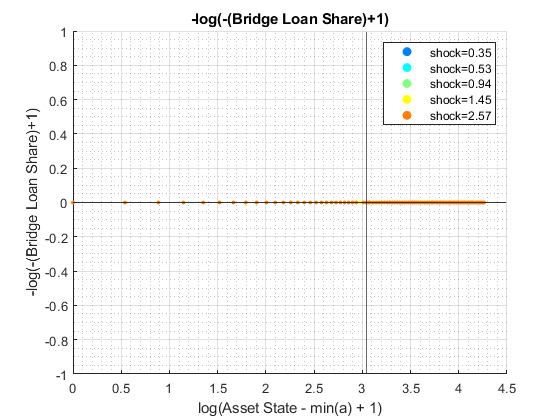 -log(-(Bridge Loan Share)+1)
shock=0.35
shock=0.53
shock=0.94
shock=1.45
shock=2.57
-log(-(Bridge Loan Share)+1)
1
0.8
0.6
0.4
0.2
0
-0.2
-0.4
-0.6
-0.8
-1
0 0.5 1 1.5 2 2.5 3 3.5 4 4.5
log(Asset State - min(a) + 1)